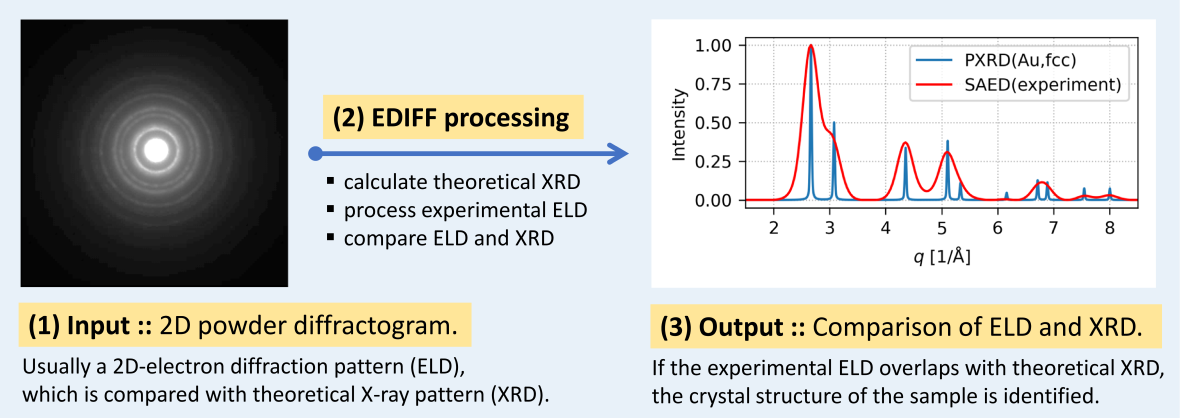 (2) EDIFF processing
▪ calculate theoretical XRD
▪ process experimental ELD
▪ compare ELD and XRD
(1) Input :: 2D powder diffractogram.
Usually a 2D-electron diffraction pattern (ELD),
which is compared with theoretical X-ray pattern (XRD).
1.00
0.75
0.50
0.25
0.00
Intensity
PXRD(Au,fcc)
SAED(experiment)
2 3 4 5 6 7 8
q [1/Å]
(3) Output :: Comparison of ELD and XRD.
If the experimental ELD overlaps with theoretical XRD,
the crystal structure of the sample is identified.